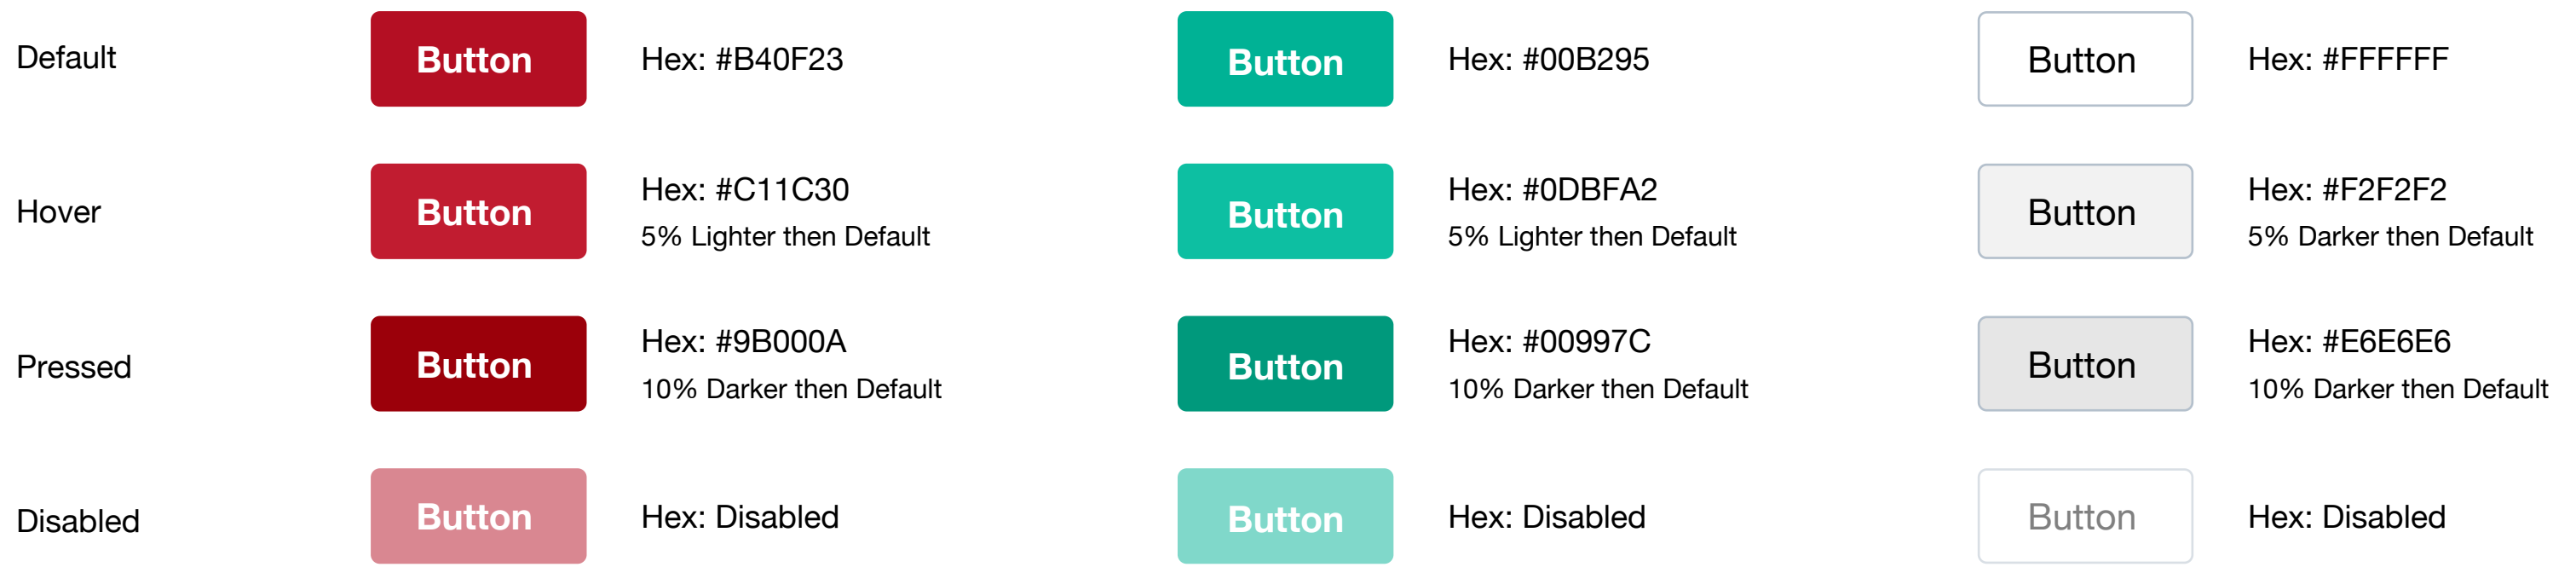 Default
Button
Hex: #B40F23
Button
Hex: #00B295
Button
Hex: #FFFFFF
Hover
Button
Hex: #C11C30
5% Lighter then Default
Button
Hex: #0DBFA2
5% Lighter then Default
Button
Hex: #F2F2F2
5% Darker then Default
Pressed
Button
Hex: #9B000A
10% Darker then Default
Button
Hex: #00997C
10% Darker then Default
Button
Hex: #E6E6E6
10% Darker then Default
Disabled
Button
Hex: Disabled
Button
Hex: Disabled
Button
Hex: Disabled